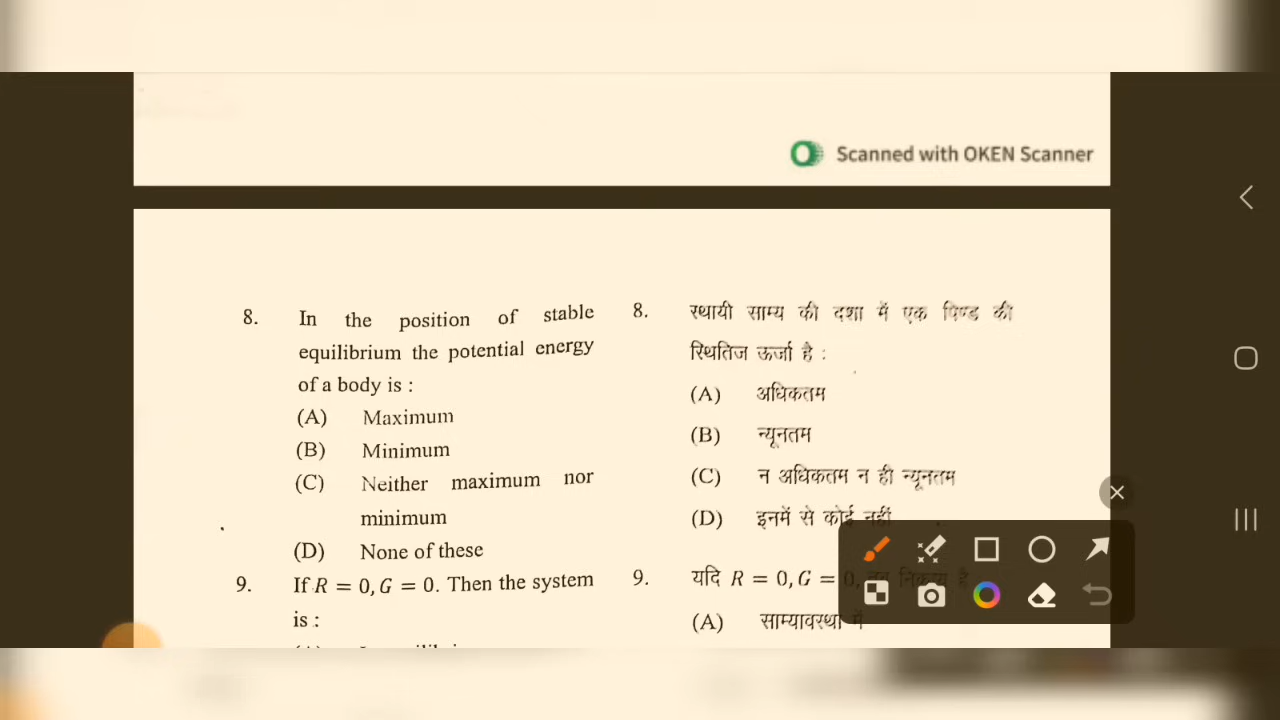 Scanned with OKEN Scanner
8. In the position of stable
equilibrium the potential energy
of a body is :
(A) Maximum
(B) Minimum
(C) Neither maximum nor
minimum
(D) None of these
9. If R = 0, G = 0. Then the system
is :
8. स्थायी साम्य की दशा में एक पिण्ड की
स्थितिज ऊर्जा है :
(A) अधिकतम
(B) न्यूनतम
(C) न अधिकतम न ही न्यूनतम
(D) इनमें से कोई नहीं
9. यदि R = 0, G = 0, तब निकाय है
(A) साम्यावस्था में